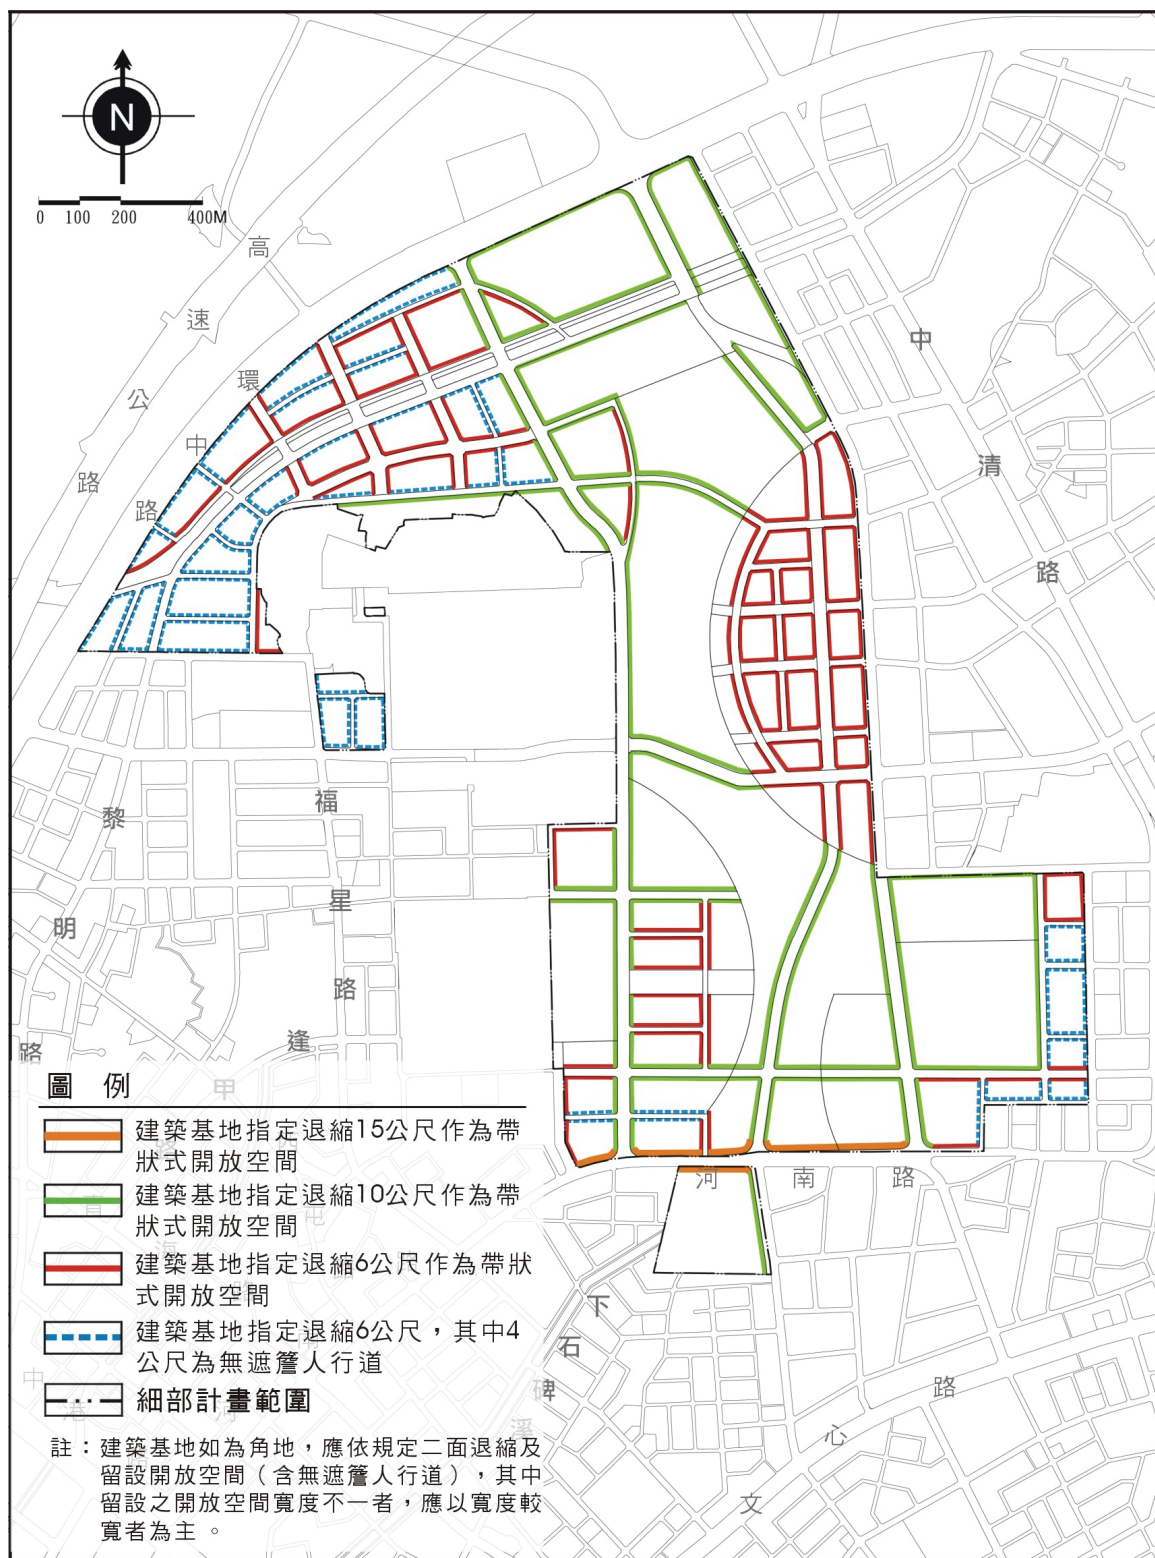 N
0 100 200 400M
高
速
公
路
環
中
路
中
清
路
黎
明
路
福
星
路
逢
甲
路
河 南 路
下
石
碑
溪
文
心
路
圖 例
建築基地指定退縮15公尺作為帶
狀式開放空間
建築基地指定退縮10公尺作為帶
狀式開放空間
建築基地指定退縮6公尺作為帶狀
式開放空間
建築基地指定退縮6公尺，其中4
公尺為無遮簷人行道
細部計畫範圍
註：建築基地如為角地，應依規定二面退縮及
留設開放空間（含無遮簷人行道），其中
留設之開放空間寬度不一者，應以寬度較
寬者為主。